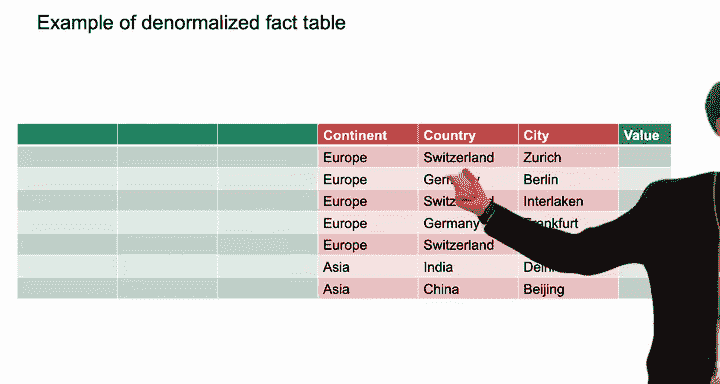 Example of denormalized fact table
Continent Country City Value
Europe Switzerland Zurich
Europe Berlin
Europe Interlaken
Europe Germany
Europe Switzerland
Asia India
Asia China Beijing